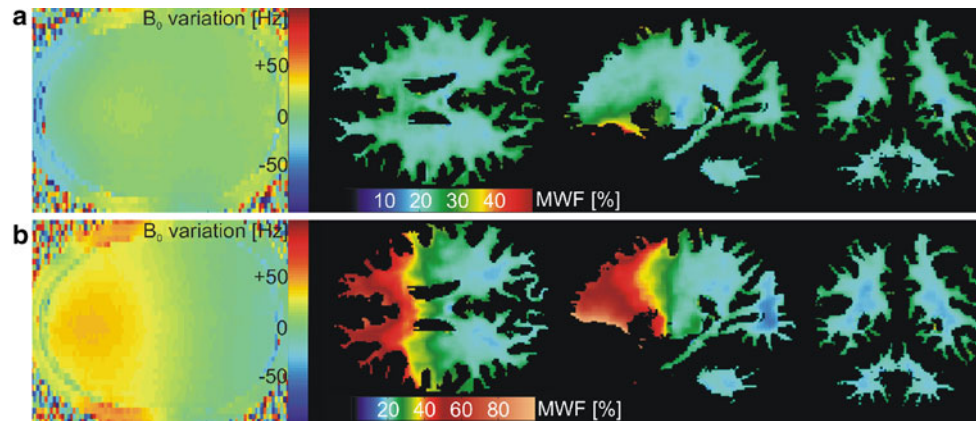 a
B₀ variation [Hz]
+50
0
-50
10 20 30 40 MWF [%]
b
B₀ variation [Hz]
+50
0
-50
20 40 60 80 MWF [%]